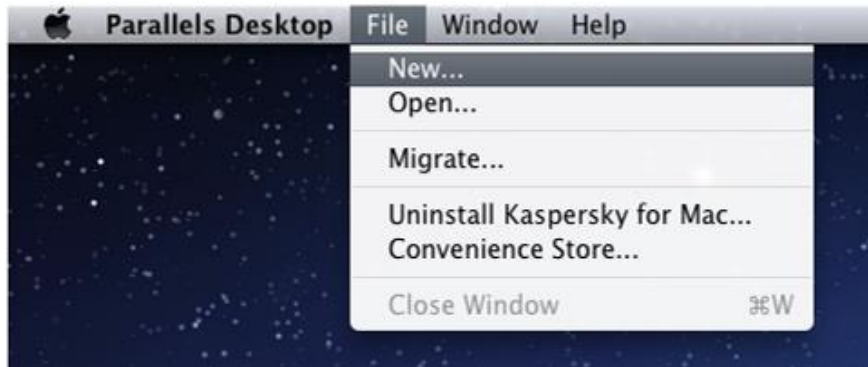 Parallels Desktop File Window Help
New...
Open...
Migrate...
Uninstall Kaspersky for Mac...
Convenience Store...
Close Window ⌘W